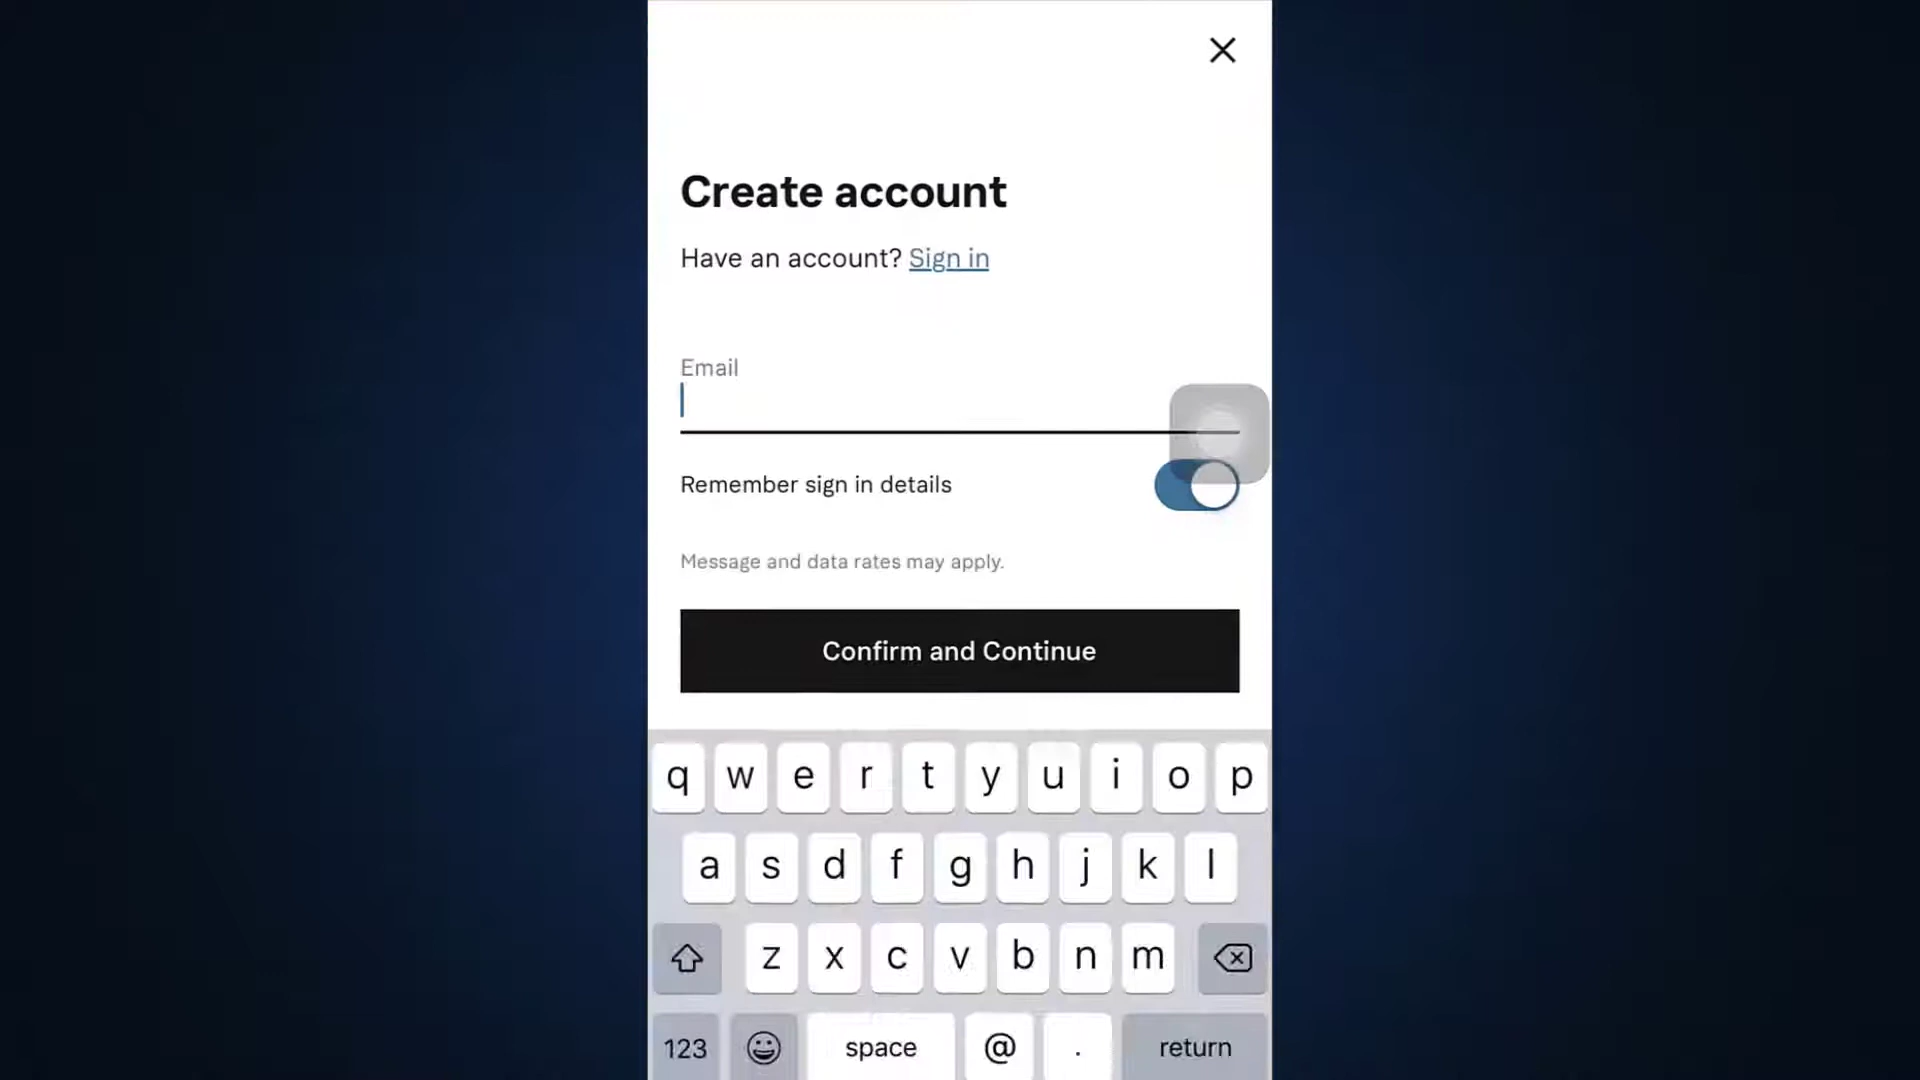 Create account
Have an account? Sign in
Email
Remember sign in details
Message and data rates may apply.
Confirm and Continue
q w e r t y u i o p
a s d f g h j k l
z x c v b n m
123 space @ . return